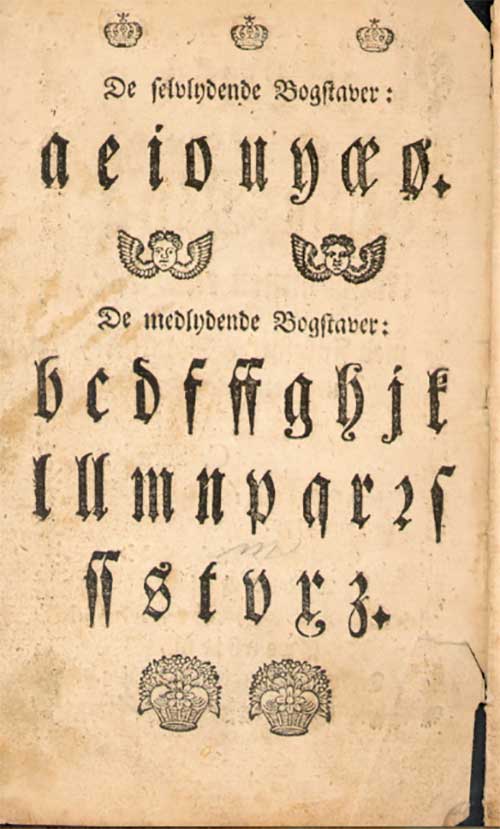 De selvlydende Bogstaver:
a e i o u y æ ø.
De medlydende Bogstaver:
b c d f ff g h j k
l ll m n p q r ꝛ ſ
ſſ s t v x z.